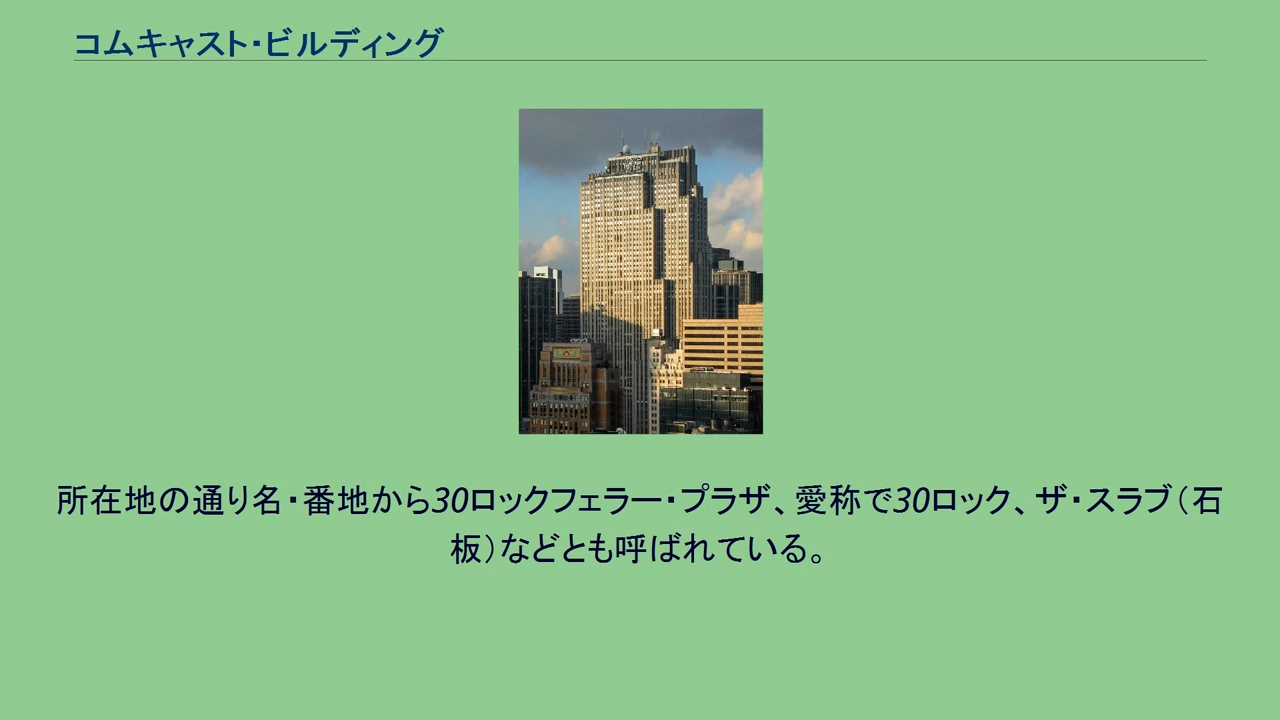 コムキャスト・ビルディング
所在地の通り名・番地から30ロックフェラー・プラザ、愛称で30ロック、ザ・スラブ（石
板）などとも呼ばれている。